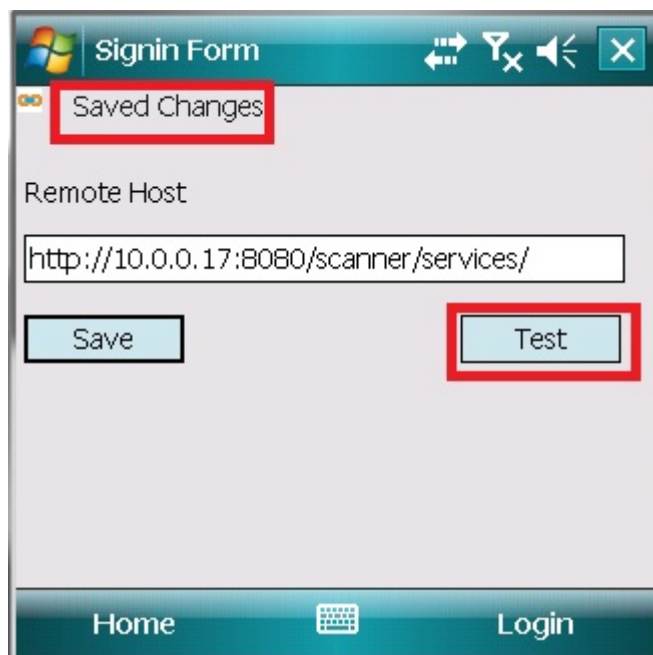 Signin Form
Saved Changes
Remote Host
http://10.0.0.17:8080/scanner/services/
Save Test
Home Login